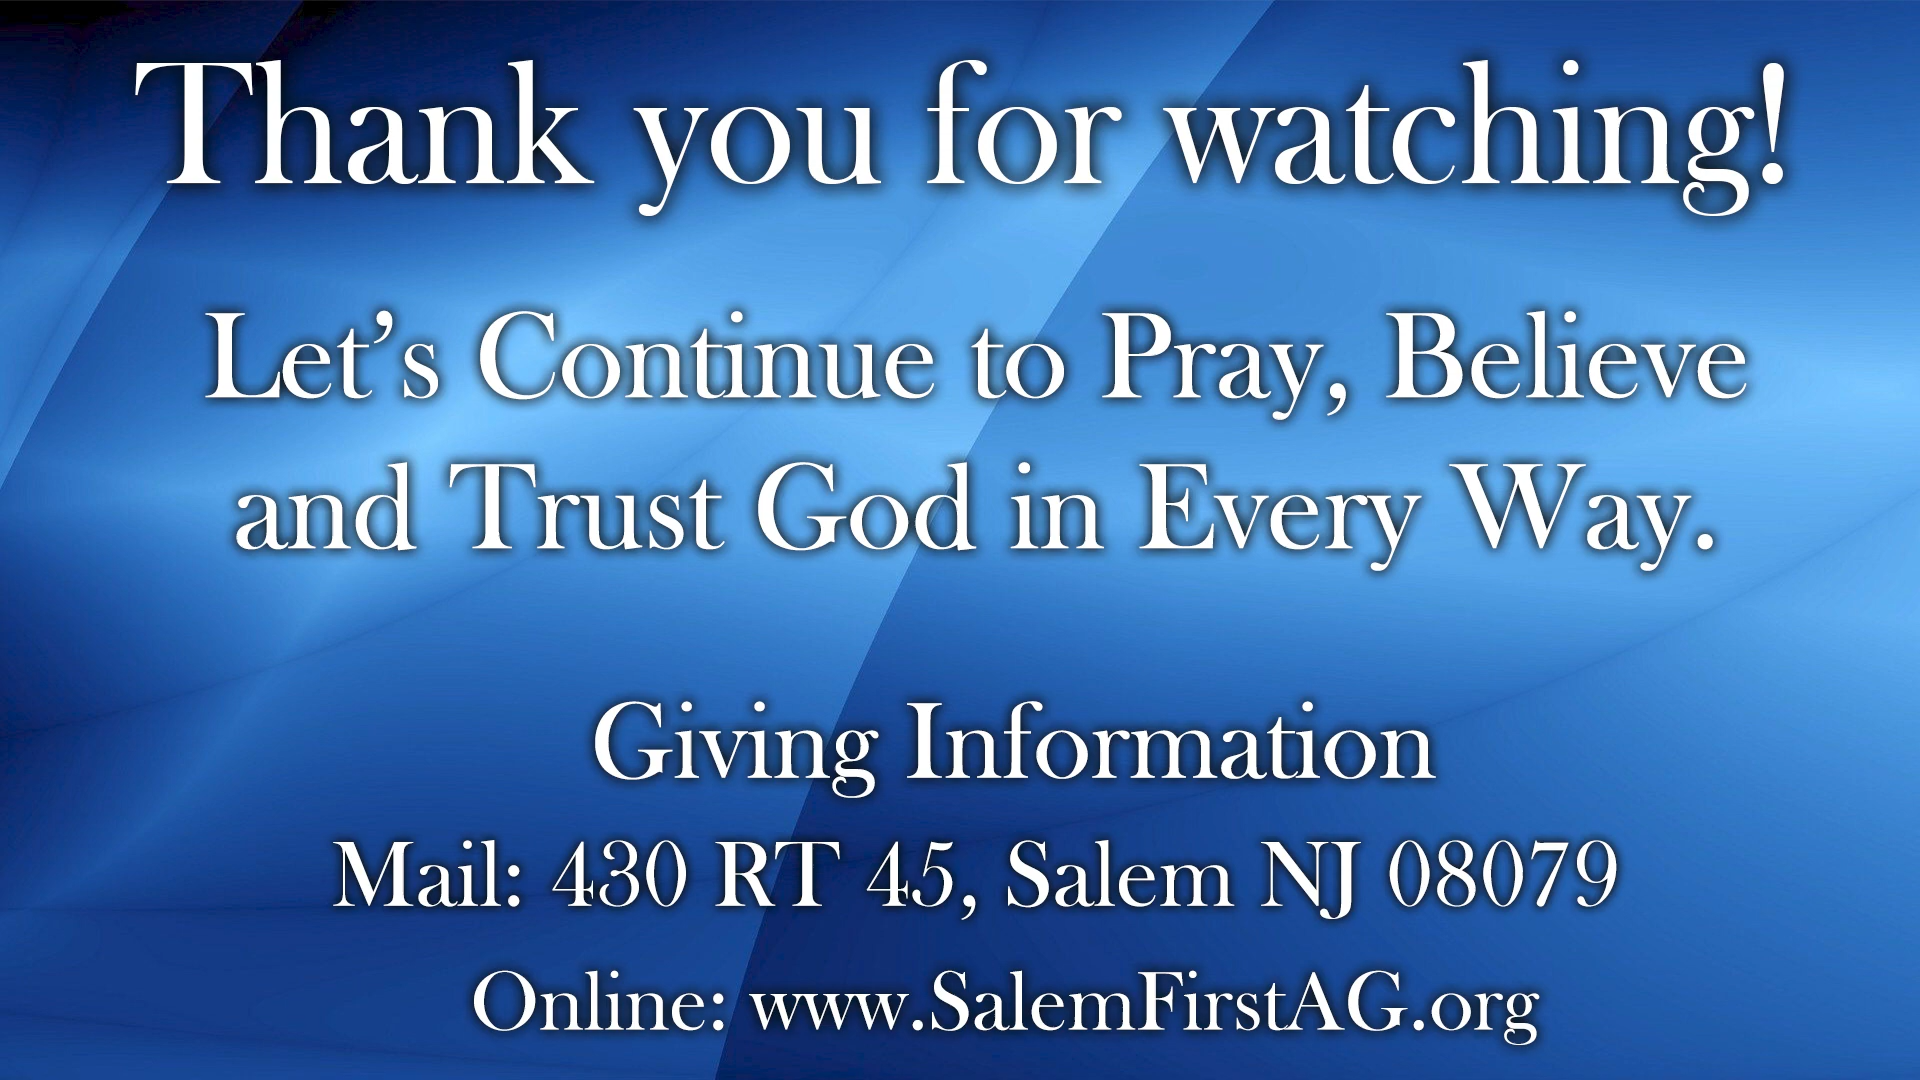 Thank you for watching!
Let’s Continue to Pray, Believe
and Trust God in Every Way.
Giving Information
Mail: 430 RT 45, Salem NJ 08079
Online: www.SalemFirstAG.org